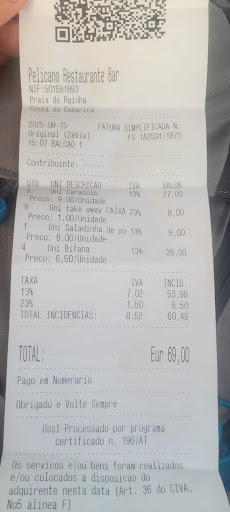 Pelicano Restaurante Bar
NIF:501591893
Praia da Rainha
Costa da Caparica
2025-08-15 FATURA SIMPLIFICADA N:
Original (2aVia) FS 1A2501/1870
15:07 BALCAO 1
Contribuinte: ------
QTD UNI DESCRICAO IVA VALOR
3 Uni Caracois 13% 27,00
Preco: 9,00/Unidade
8 Uni take away CAIXA 23% 8,00
Preco: 1,00/Unidade
1 Uni Saladinha de po 13% 8,00
Preco: 8,00/Unidade
4 Uni Bifana 13% 26,00
Preco: 6,50/Unidade
TAXA IVA INCID.
13% 7,02 53,98
23% 1,50 6,50
TOTAL INCIDENCIAS: 8,52 60,48
TOTAL: Eur 69,00
Pago em Numerario
Obrigado e Volte Sempre
UssI-Processado por programa
certificado n. 190/AT
Os servicos e/ou bens foram realizados
e/ou colocados a disposicao do
adquirente nesta data (Art. 36 do CIVA,
No5 alinea F)